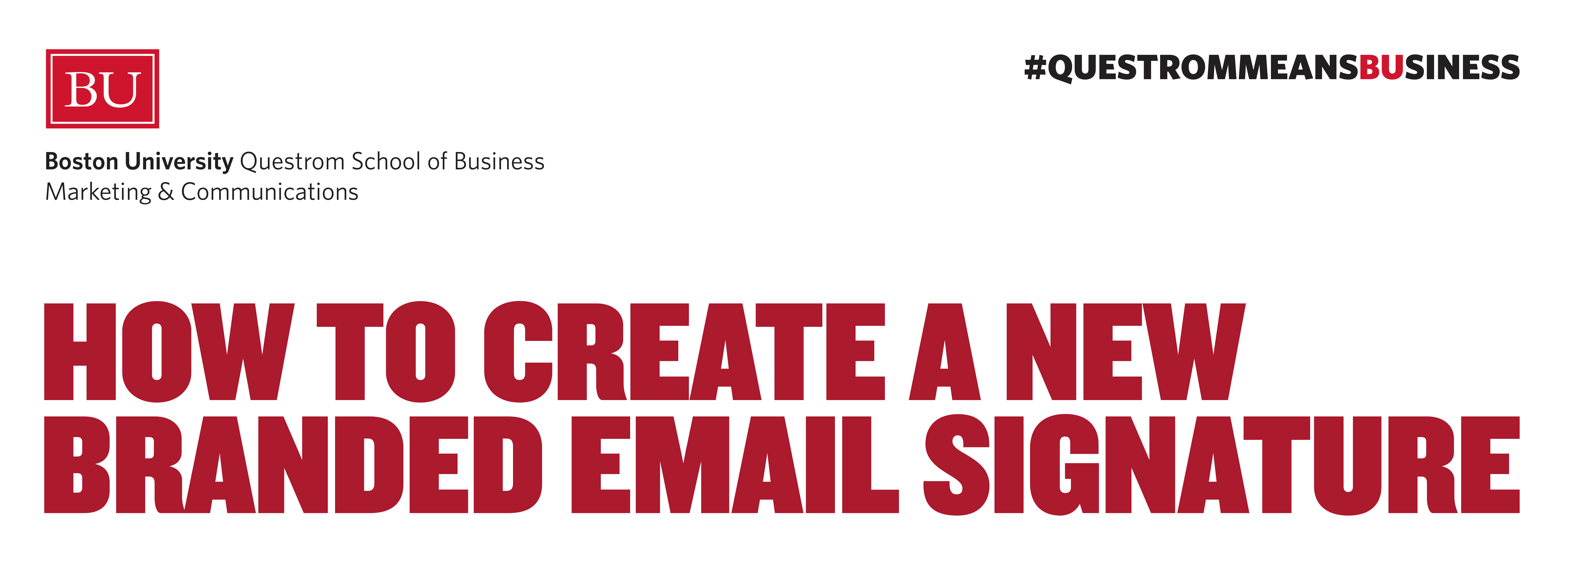 BU
#QUESTROMMEANSBUSINESS
Boston University Questrom School of Business
Marketing & Communications
HOW TO CREATE A NEW
BRANDED EMAIL SIGNATURE